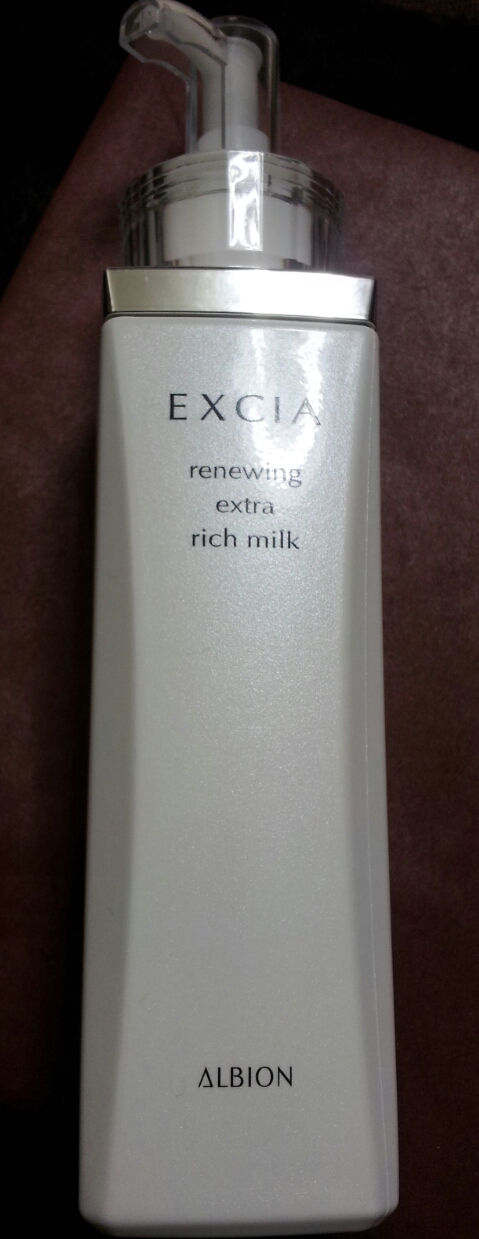 EXCIA
renewing
extra
rich milk
ALBION